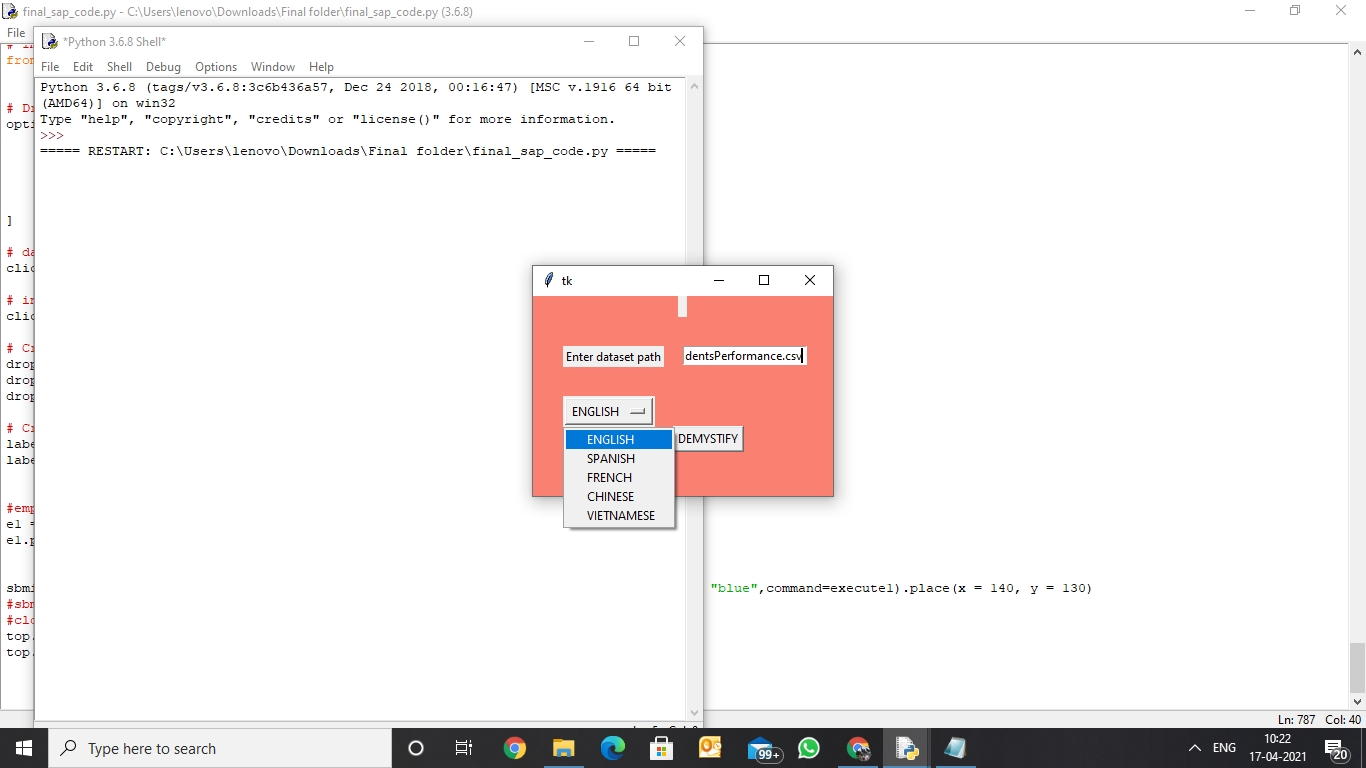 final_sap_code.py - C:\Users\lenovo\Downloads\Final folder\final_sap_code.py (3.6.8)
File
*Python 3.6.8 Shell*
File Edit Shell Debug Options Window Help
Python 3.6.8 (tags/v3.6.8:3c6b436a57, Dec 24 2018, 00:16:47) [MSC v.1916 64 bit
(AMD64)] on win32
Type "help", "copyright", "credits" or "license()" for more information.
>>>
===== RESTART: C:\Users\lenovo\Downloads\Final folder\final_sap_code.py =====
fro
# D
opti
]
# da
clic
# in
clic
# Cr
drop
drop
drop
# Cr
labe
labe
#emp
e1 =
e1.p
sbmi
"blue",command=execute1).place(x = 140, y = 130)
#sbm
#clo
top.
top.
tk
Enter dataset path
dentsPerformance.csv
ENGLISH
DEMYSTIFY
ENGLISH
SPANISH
FRENCH
CHINESE
VIETNAMESE
Ln: 787 Col: 40
Type here to search
99+
ENG
10:22
17-04-2021
20